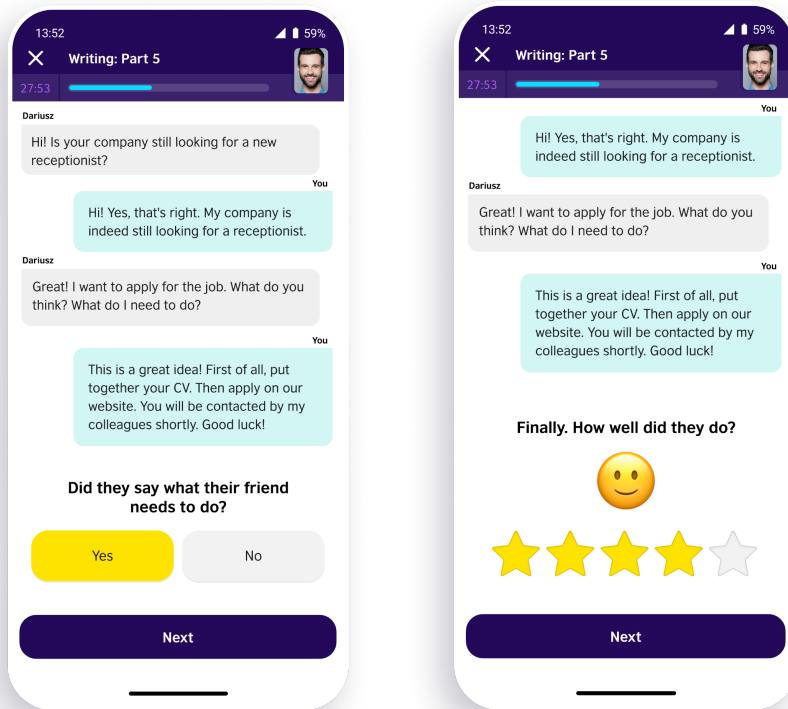 13:52
59%
Writing: Part 5
27:53
Dariusz
Hi! Is your company still looking for a new
receptionist?
You
Hi! Yes, that's right. My company is
indeed still looking for a receptionist.
Dariusz
Great! I want to apply for the job. What do you
think? What do I need to do?
You
This is a great idea! First of all, put
together your CV. Then apply on our
website. You will be contacted by my
colleagues shortly. Good luck!
Did they say what their friend
needs to do?
Yes
No
Next
13:52
59%
Writing: Part 5
27:53
You
Hi! Yes, that's right. My company is
indeed still looking for a receptionist.
Dariusz
Great! I want to apply for the job. What do you
think? What do I need to do?
You
This is a great idea! First of all, put
together your CV. Then apply on our
website. You will be contacted by my
colleagues shortly. Good luck!
Finally. How well did they do?
Next